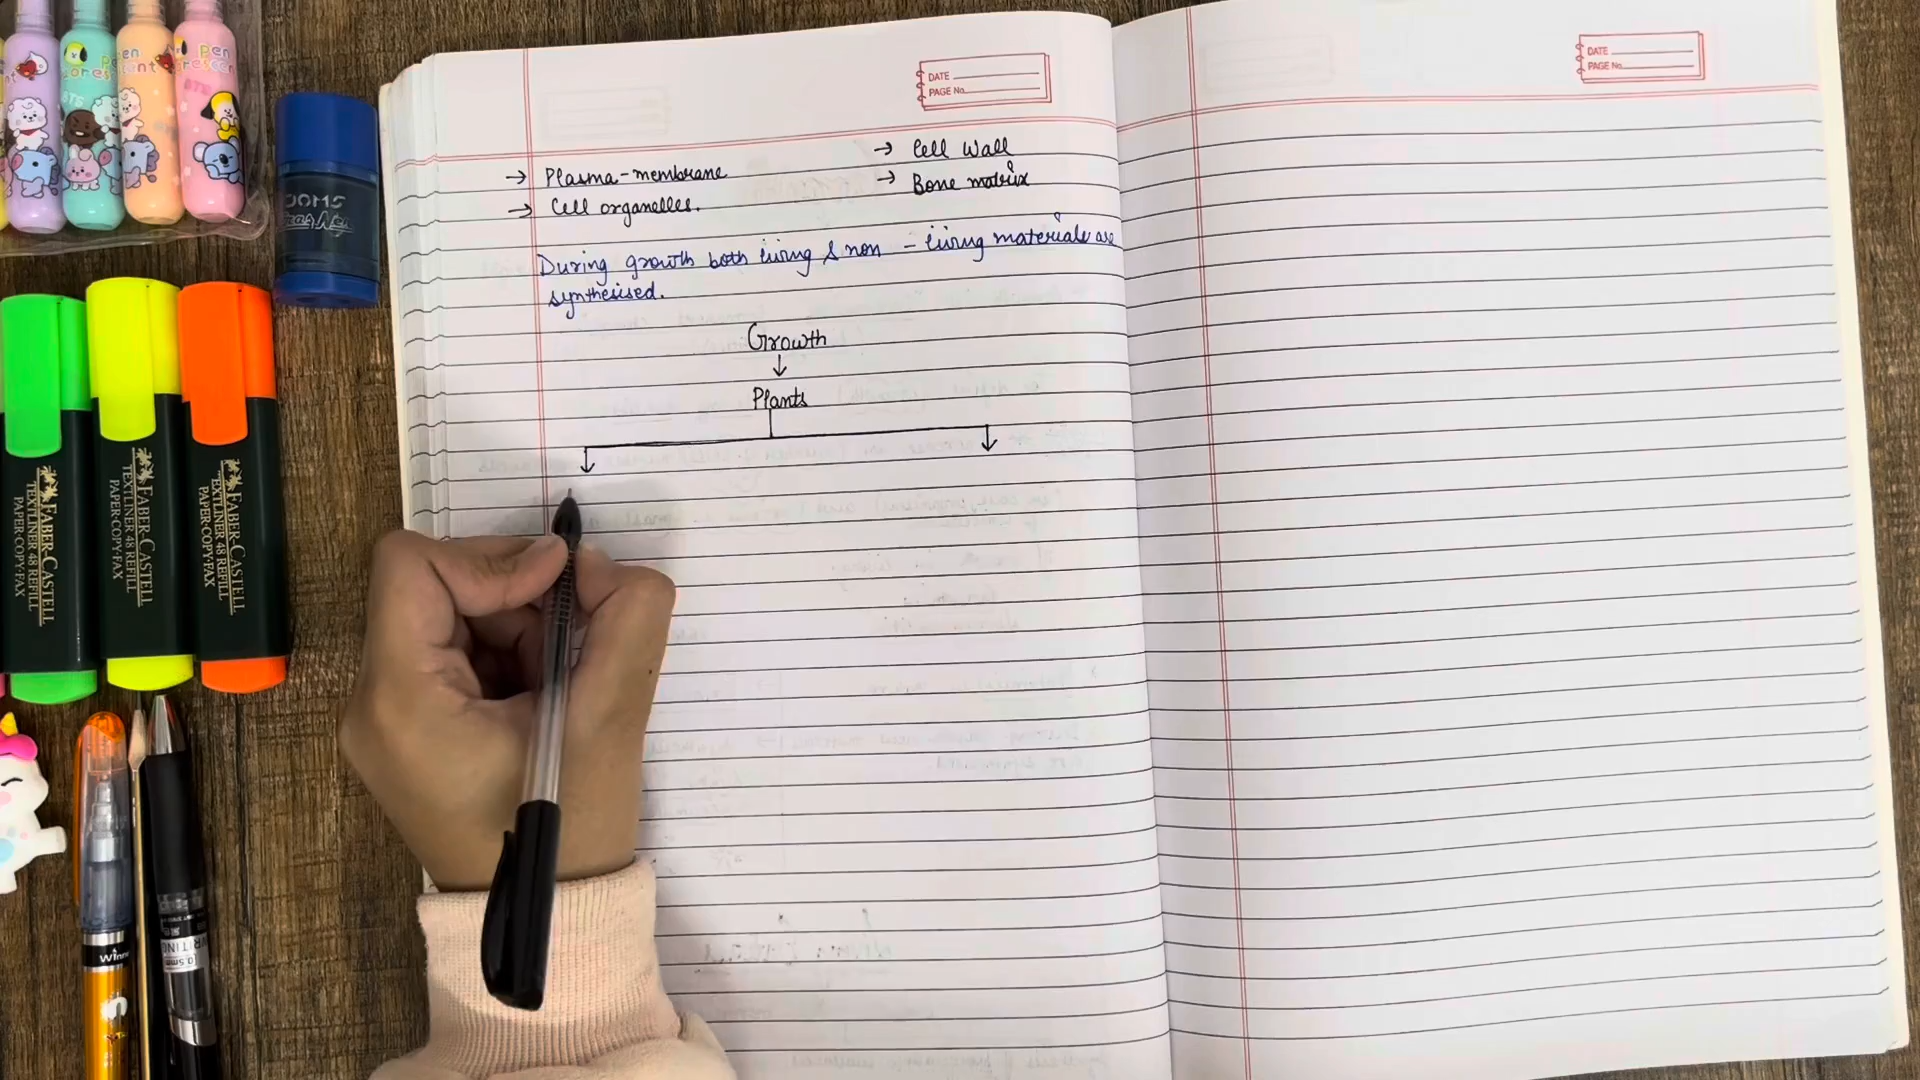 DATE
PAGE No.
DATE
PAGE No.
→ Plasma-membrane
→ Cell organelles.
→ Cell Wall
→ Bone matrix
During growth both living & non - living materials are
synthesised.
Growth
↓
Plants
FABER-CASTELL
TEXTLINER 48 REFILL
PAPER·COPY·FAX
FABER-CASTELL
TEXTLINER 48 REFILL
PAPER·COPY·FAX
FABER-CASTELL
TEXTLINER 48 REFILL
PAPER·COPY·FAX
DOMS